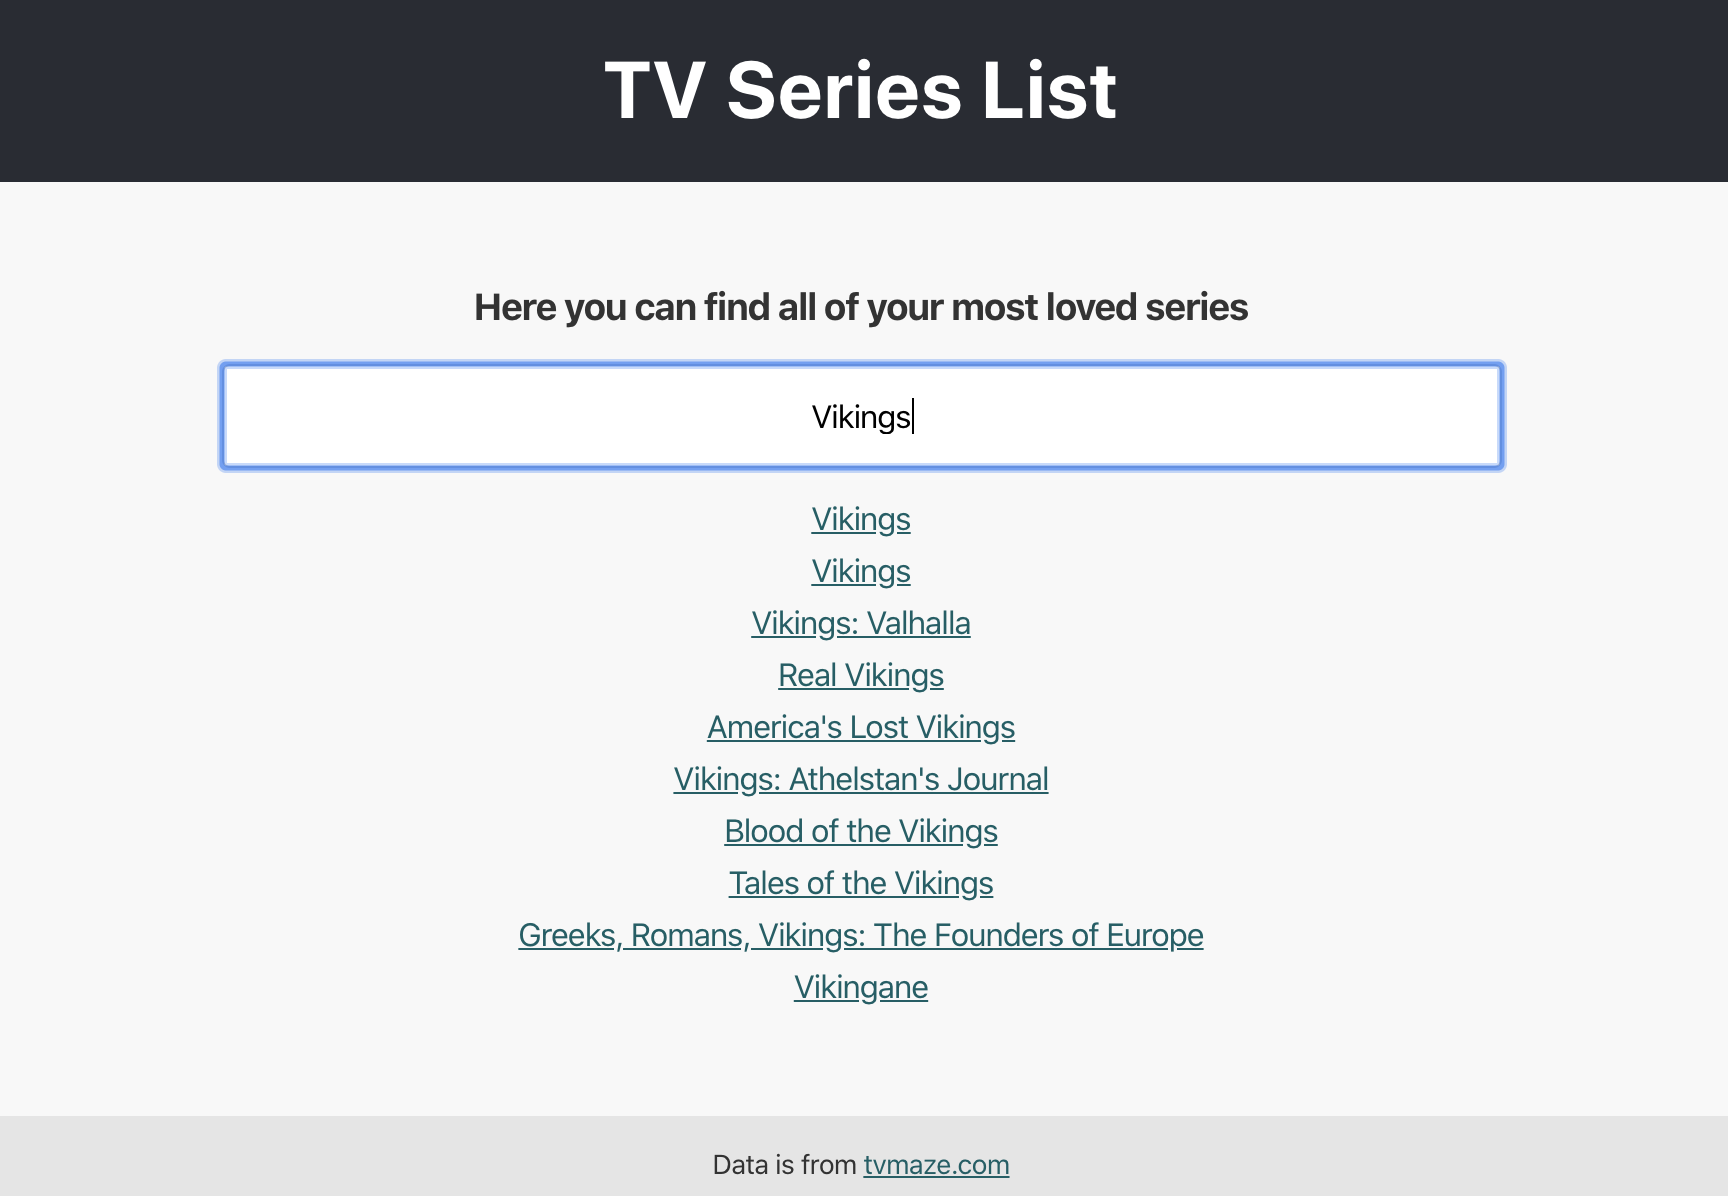 TV Series List
Here you can find all of your most loved series
Vikings
Vikings
Vikings
Vikings: Valhalla
Real Vikings
America's Lost Vikings
Vikings: Athelstan's Journal
Blood of the Vikings
Tales of the Vikings
Greeks, Romans, Vikings: The Founders of Europe
Vikingane
Data is from tvmaze.com